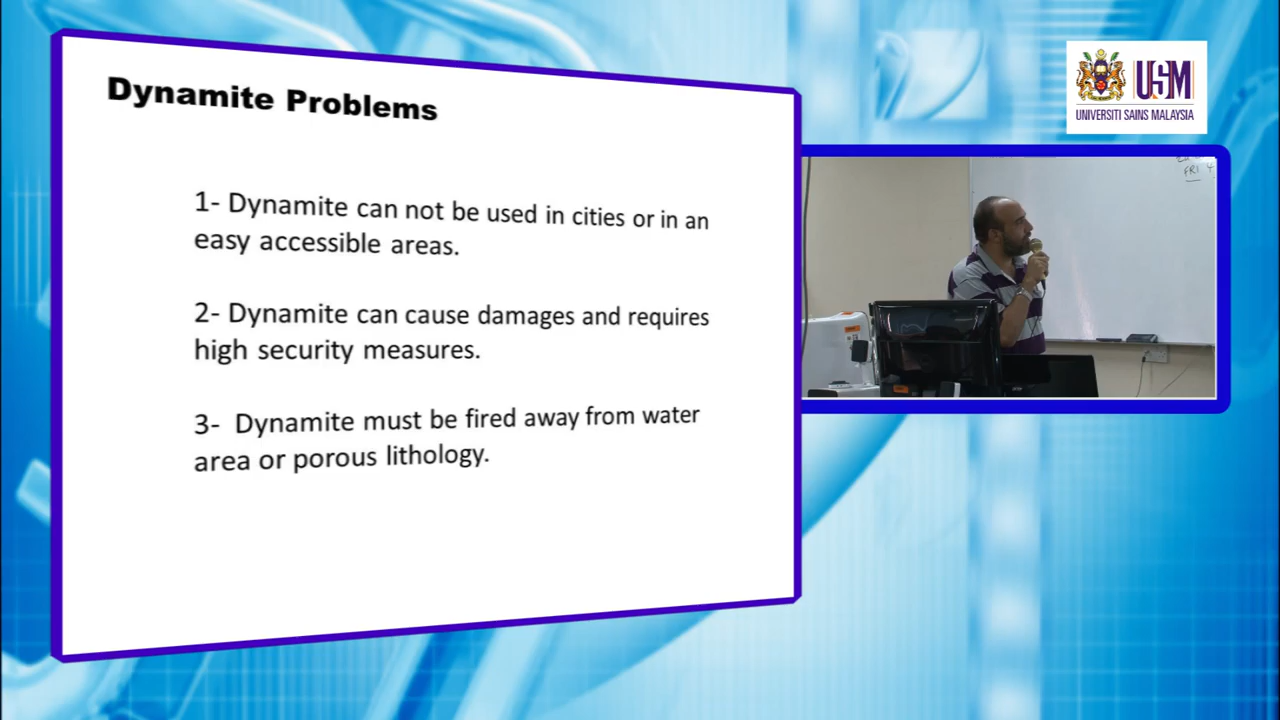 Dynamite Problems
1- Dynamite can not be used in cities or in an
easy accessible areas.
2- Dynamite can cause damages and requires
high security measures.
3- Dynamite must be fired away from water
area or porous lithology.
USM
UNIVERSITI SAINS MALAYSIA
FRI